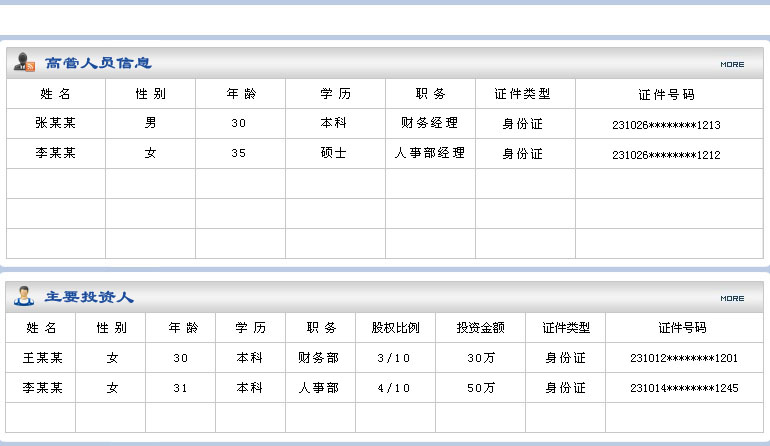 高管人员信息 MORE
姓 名 性 别 年 龄 学 历 职 务 证件类型 证件号码
张某某 男 30 本科 财务经理 身份证 231026********1213
李某某 女 35 硕士 人事部经理 身份证 231026********1212
主要投资人 MORE
姓 名 性 别 年 龄 学 历 职 务 股权比例 投资金额 证件类型 证件号码
王某某 女 30 本科 财务部 3/10 30万 身份证 231012********1201
李某某 女 31 本科 人事部 4/10 50万 身份证 231014********1245